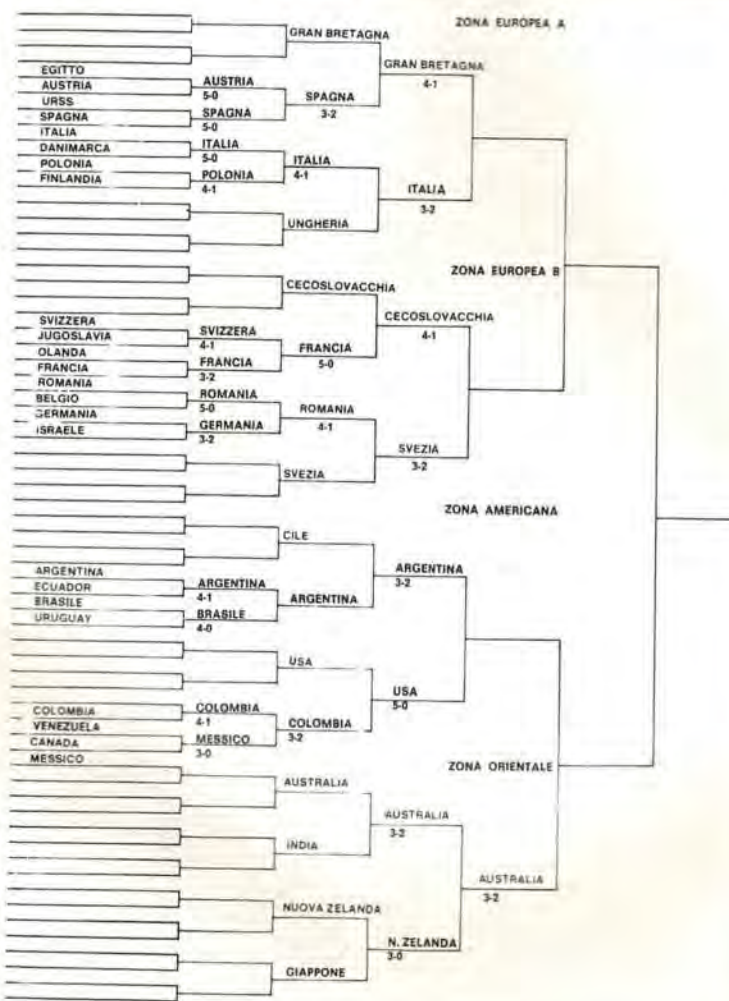 ZONA EUROPEA A
GRAN BRETAGNA
GRAN BRETAGNA
4-1
EGITTO
AUSTRIA
AUSTRIA
5-0
SPAGNA
3-2
URSS
SPAGNA
SPAGNA
5-0
ITALIA
DANIMARCA
ITALIA
5-0
ITALIA
4-1
POLONIA
FINLANDIA
POLONIA
4-1
ITALIA
3-2
UNGHERIA
ZONA EUROPEA B
CECOSLOVACCHIA
CECOSLOVACCHIA
4-1
SVIZZERA
JUGOSLAVIA
SVIZZERA
4-1
FRANCIA
5-0
OLANDA
FRANCIA
FRANCIA
3-2
ROMANIA
BELGIO
ROMANIA
5-0
ROMANIA
4-1
GERMANIA
ISRAELE
GERMANIA
3-2
SVEZIA
3-2
SVEZIA
ZONA AMERICANA
CILE
ARGENTINA
3-2
ARGENTINA
ECUADOR
ARGENTINA
4-1
ARGENTINA
BRASILE
URUGUAY
BRASILE
4-0
USA
USA
5-0
COLOMBIA
VENEZUELA
COLOMBIA
4-1
COLOMBIA
3-2
CANADA
MESSICO
MESSICO
3-0
ZONA ORIENTALE
AUSTRALIA
AUSTRALIA
3-2
INDIA
AUSTRALIA
3-2
NUOVA ZELANDA
N. ZELANDA
3-0
GIAPPONE